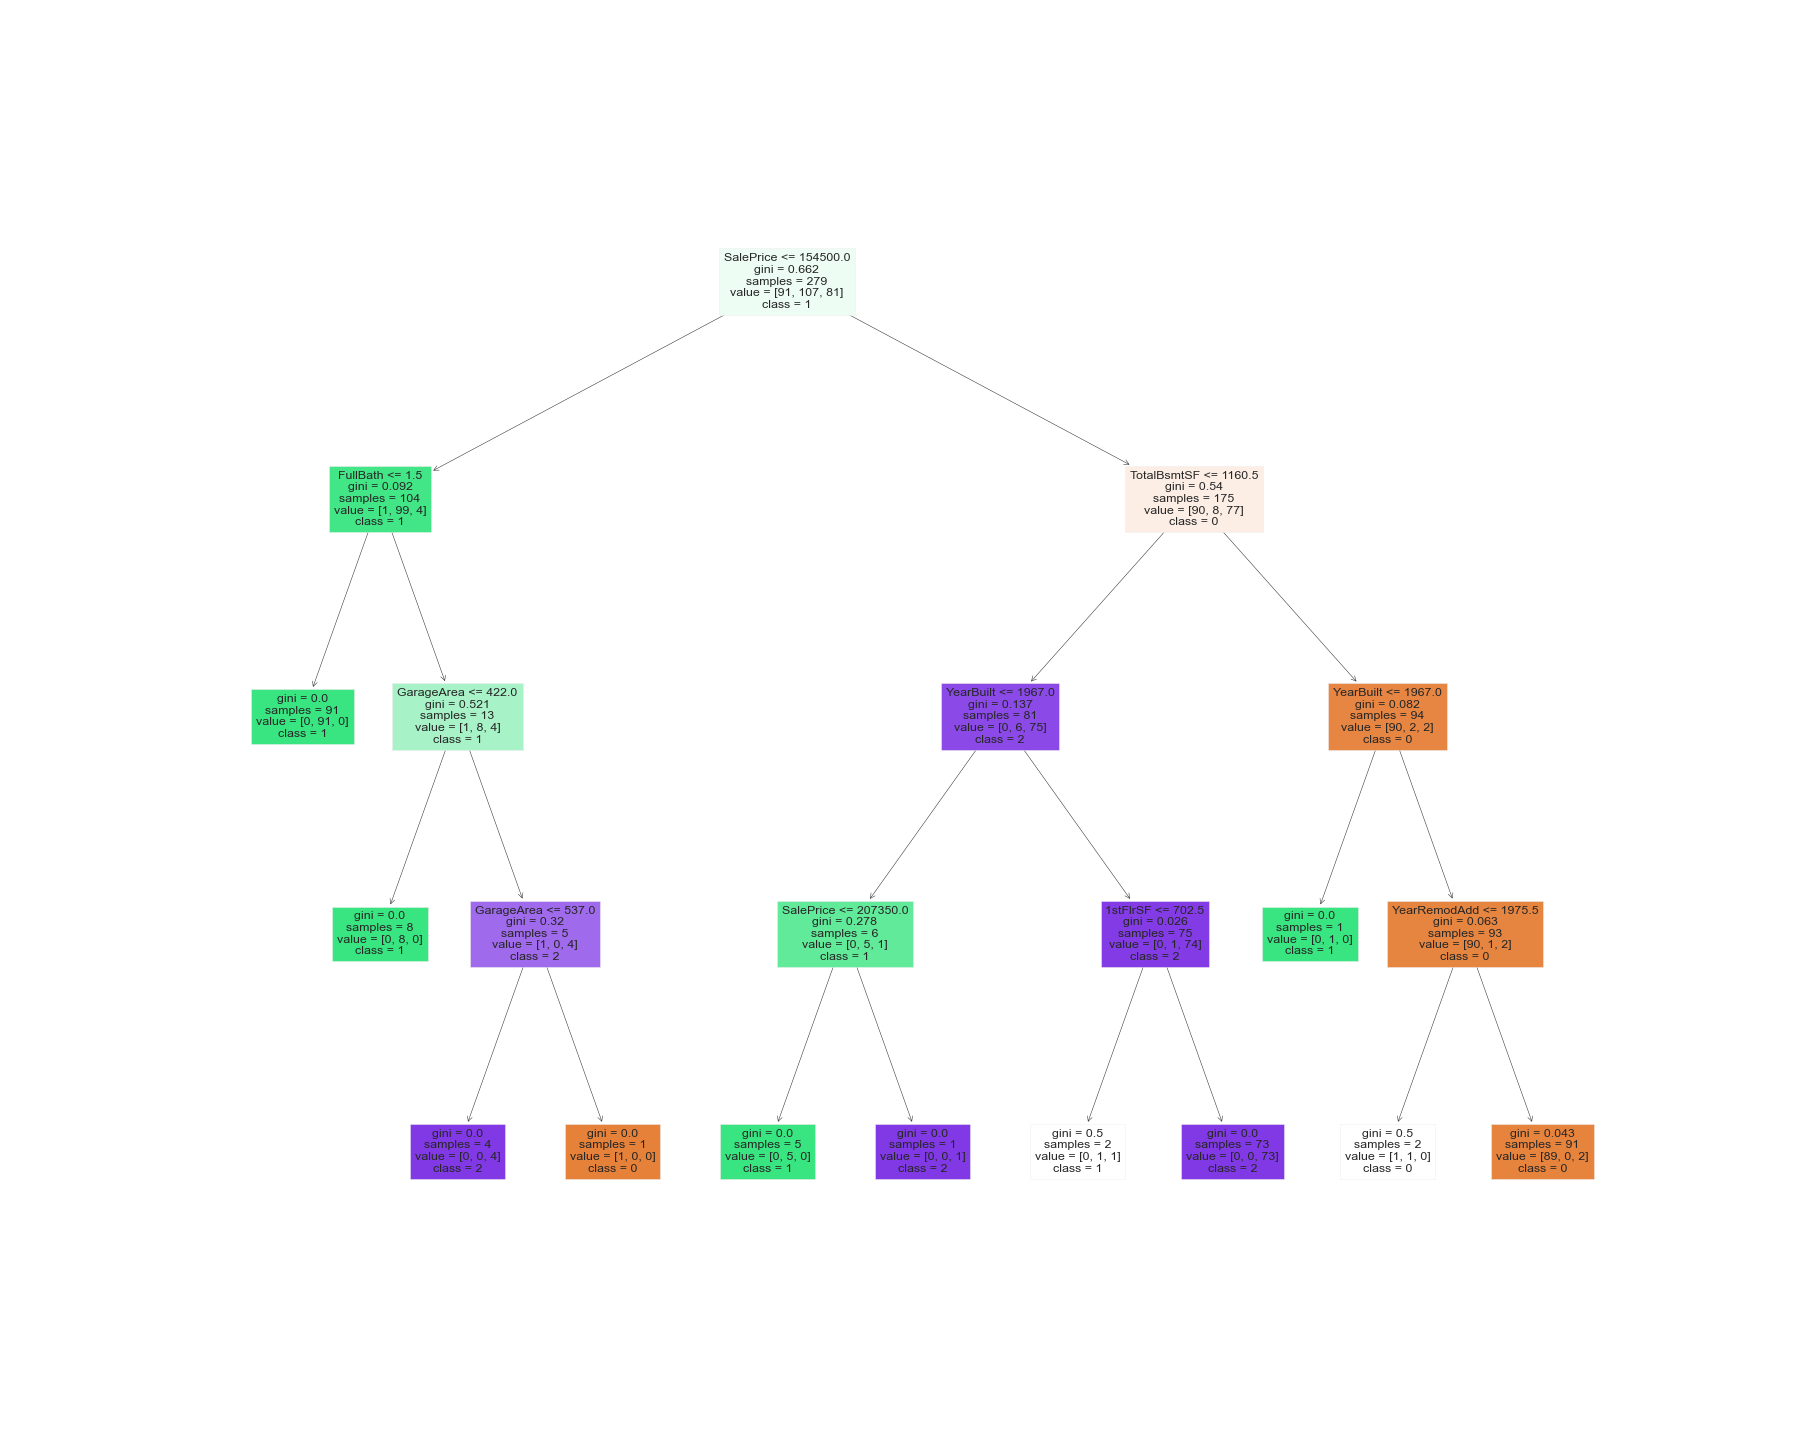 SalePrice <= 154500.0
gini = 0.662
samples = 279
value = [91, 107, 81]
class = 1
FullBath <= 1.5
gini = 0.092
samples = 104
value = [1, 99, 4]
class = 1
TotalBsmtSF <= 1160.5
gini = 0.54
samples = 175
value = [90, 8, 77]
class = 0
gini = 0.0
samples = 91
value = [0, 91, 0]
class = 1
GarageArea <= 422.0
gini = 0.521
samples = 13
value = [1, 8, 4]
class = 1
YearBuilt <= 1967.0
gini = 0.137
samples = 81
value = [0, 6, 75]
class = 2
YearBuilt <= 1967.0
gini = 0.082
samples = 94
value = [90, 2, 2]
class = 0
gini = 0.0
samples = 8
value = [0, 8, 0]
class = 1
GarageArea <= 537.0
gini = 0.32
samples = 5
value = [1, 0, 4]
class = 2
SalePrice <= 207350.0
gini = 0.278
samples = 6
value = [0, 5, 1]
class = 1
1stFlrSF <= 702.5
gini = 0.026
samples = 75
value = [0, 1, 74]
class = 2
gini = 0.0
samples = 1
value = [0, 1, 0]
class = 1
YearRemodAdd <= 1975.5
gini = 0.063
samples = 93
value = [90, 1, 2]
class = 0
gini = 0.0
samples = 4
value = [0, 0, 4]
class = 2
gini = 0.0
samples = 1
value = [1, 0, 0]
class = 0
gini = 0.0
samples = 5
value = [0, 5, 0]
class = 1
gini = 0.0
samples = 1
value = [0, 0, 1]
class = 2
gini = 0.5
samples = 2
value = [0, 1, 1]
class = 1
gini = 0.0
samples = 73
value = [0, 0, 73]
class = 2
gini = 0.5
samples = 2
value = [1, 1, 0]
class = 0
gini = 0.043
samples = 91
value = [89, 0, 2]
class = 0